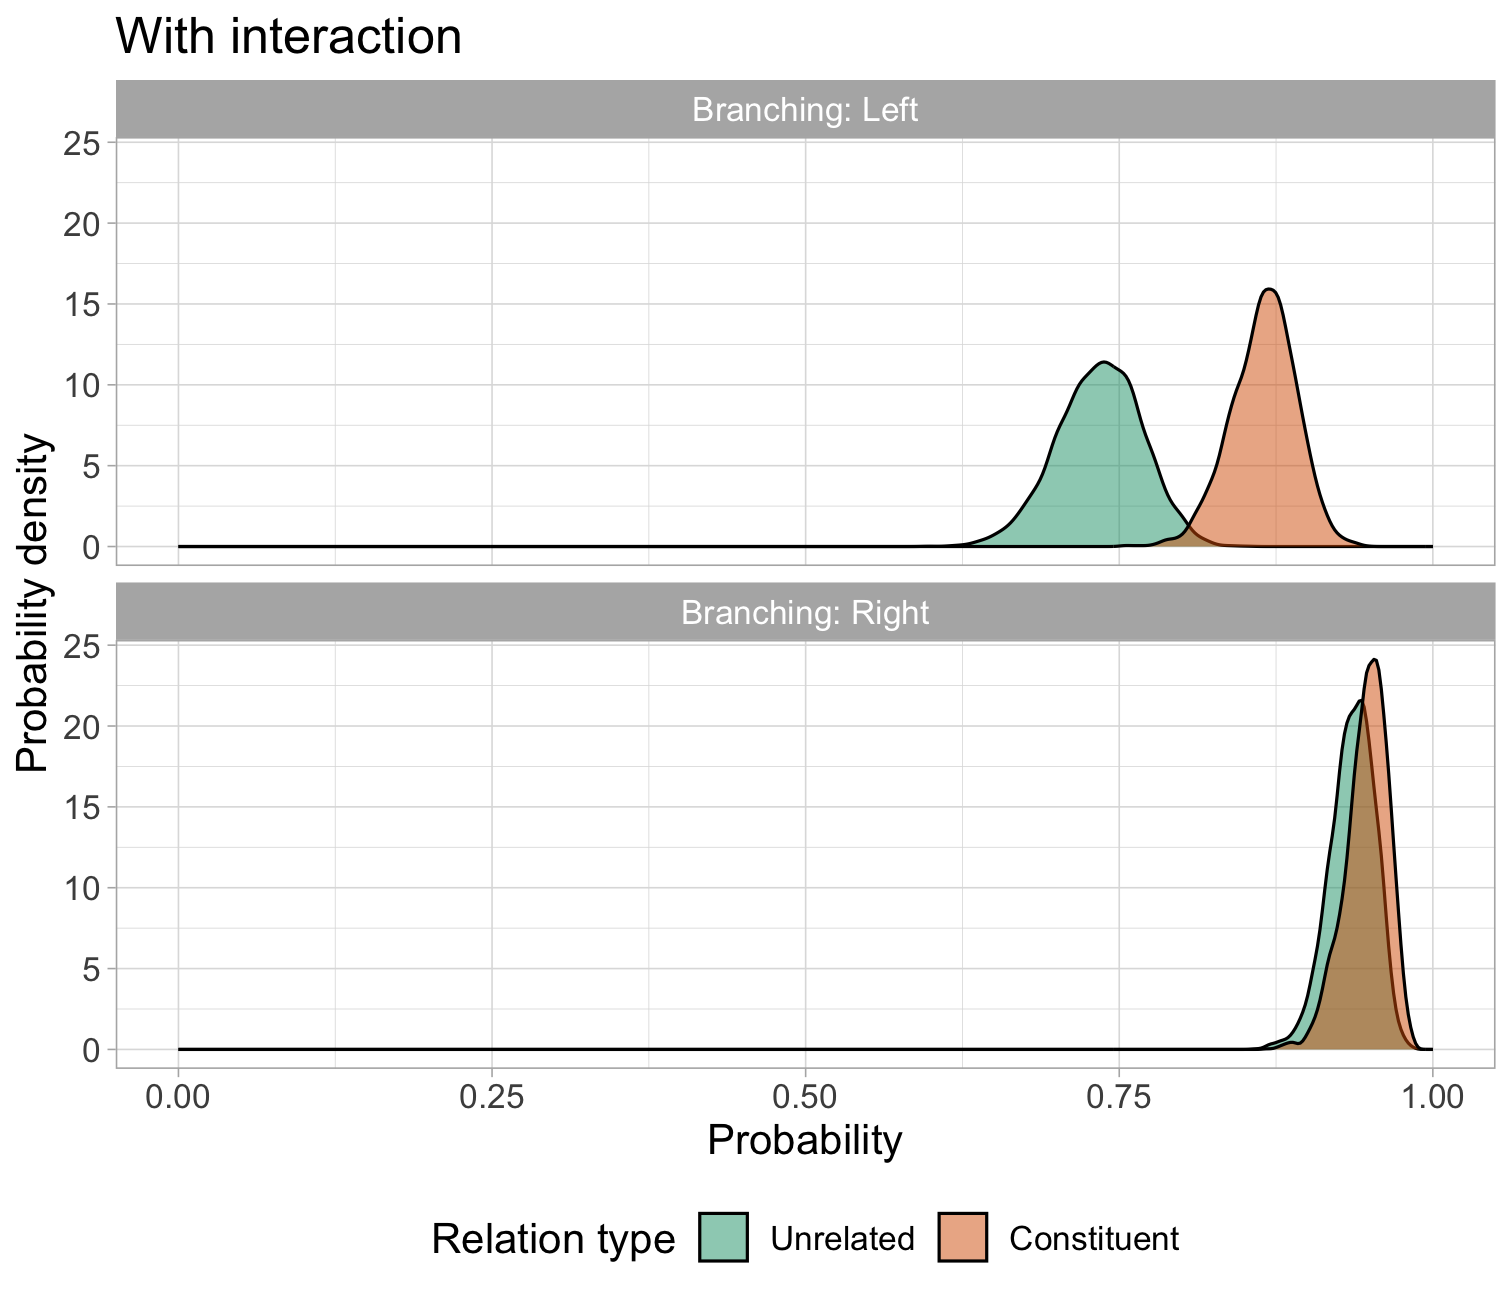 With interaction
Branching: Left
25
20
15
10
5
0
Probability density
Branching: Right
25
20
15
10
5
0
0.00 0.25 0.50 0.75 1.00
Probability
Relation type Unrelated Constituent